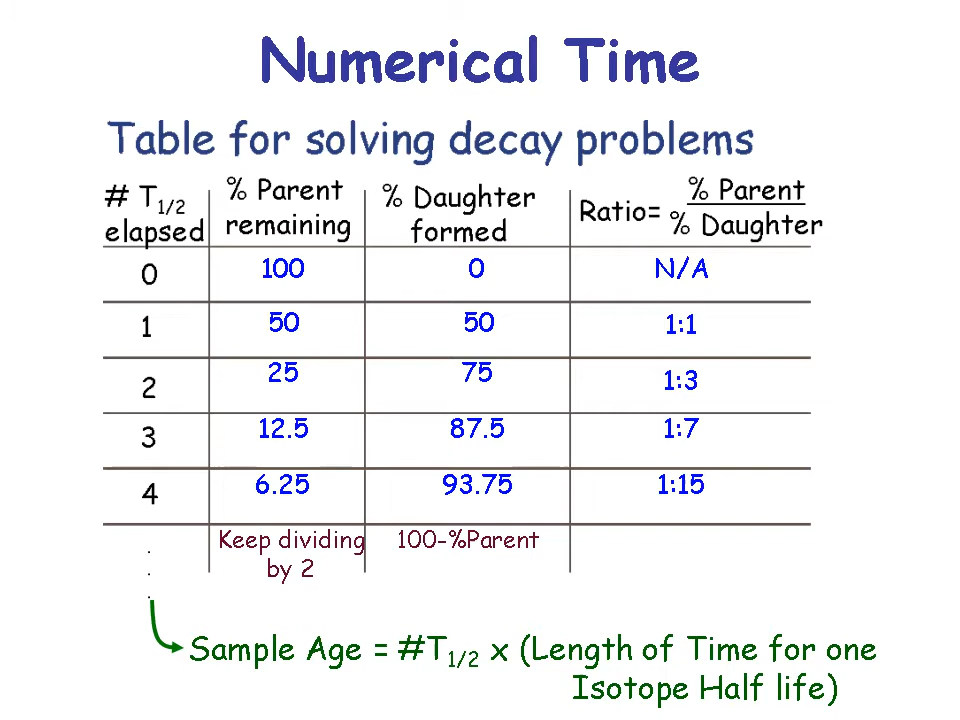 Numerical Time
Table for solving decay problems
# T1/2 elapsed | % Parent remaining | % Daughter formed | Ratio= % Parent / % Daughter
0 | 100 | 0 | N/A
1 | 50 | 50 | 1:1
2 | 25 | 75 | 1:3
3 | 12.5 | 87.5 | 1:7
4 | 6.25 | 93.75 | 1:15
. . . | Keep dividing by 2 | 100-%Parent
Sample Age = #T1/2 x (Length of Time for one
Isotope Half life)